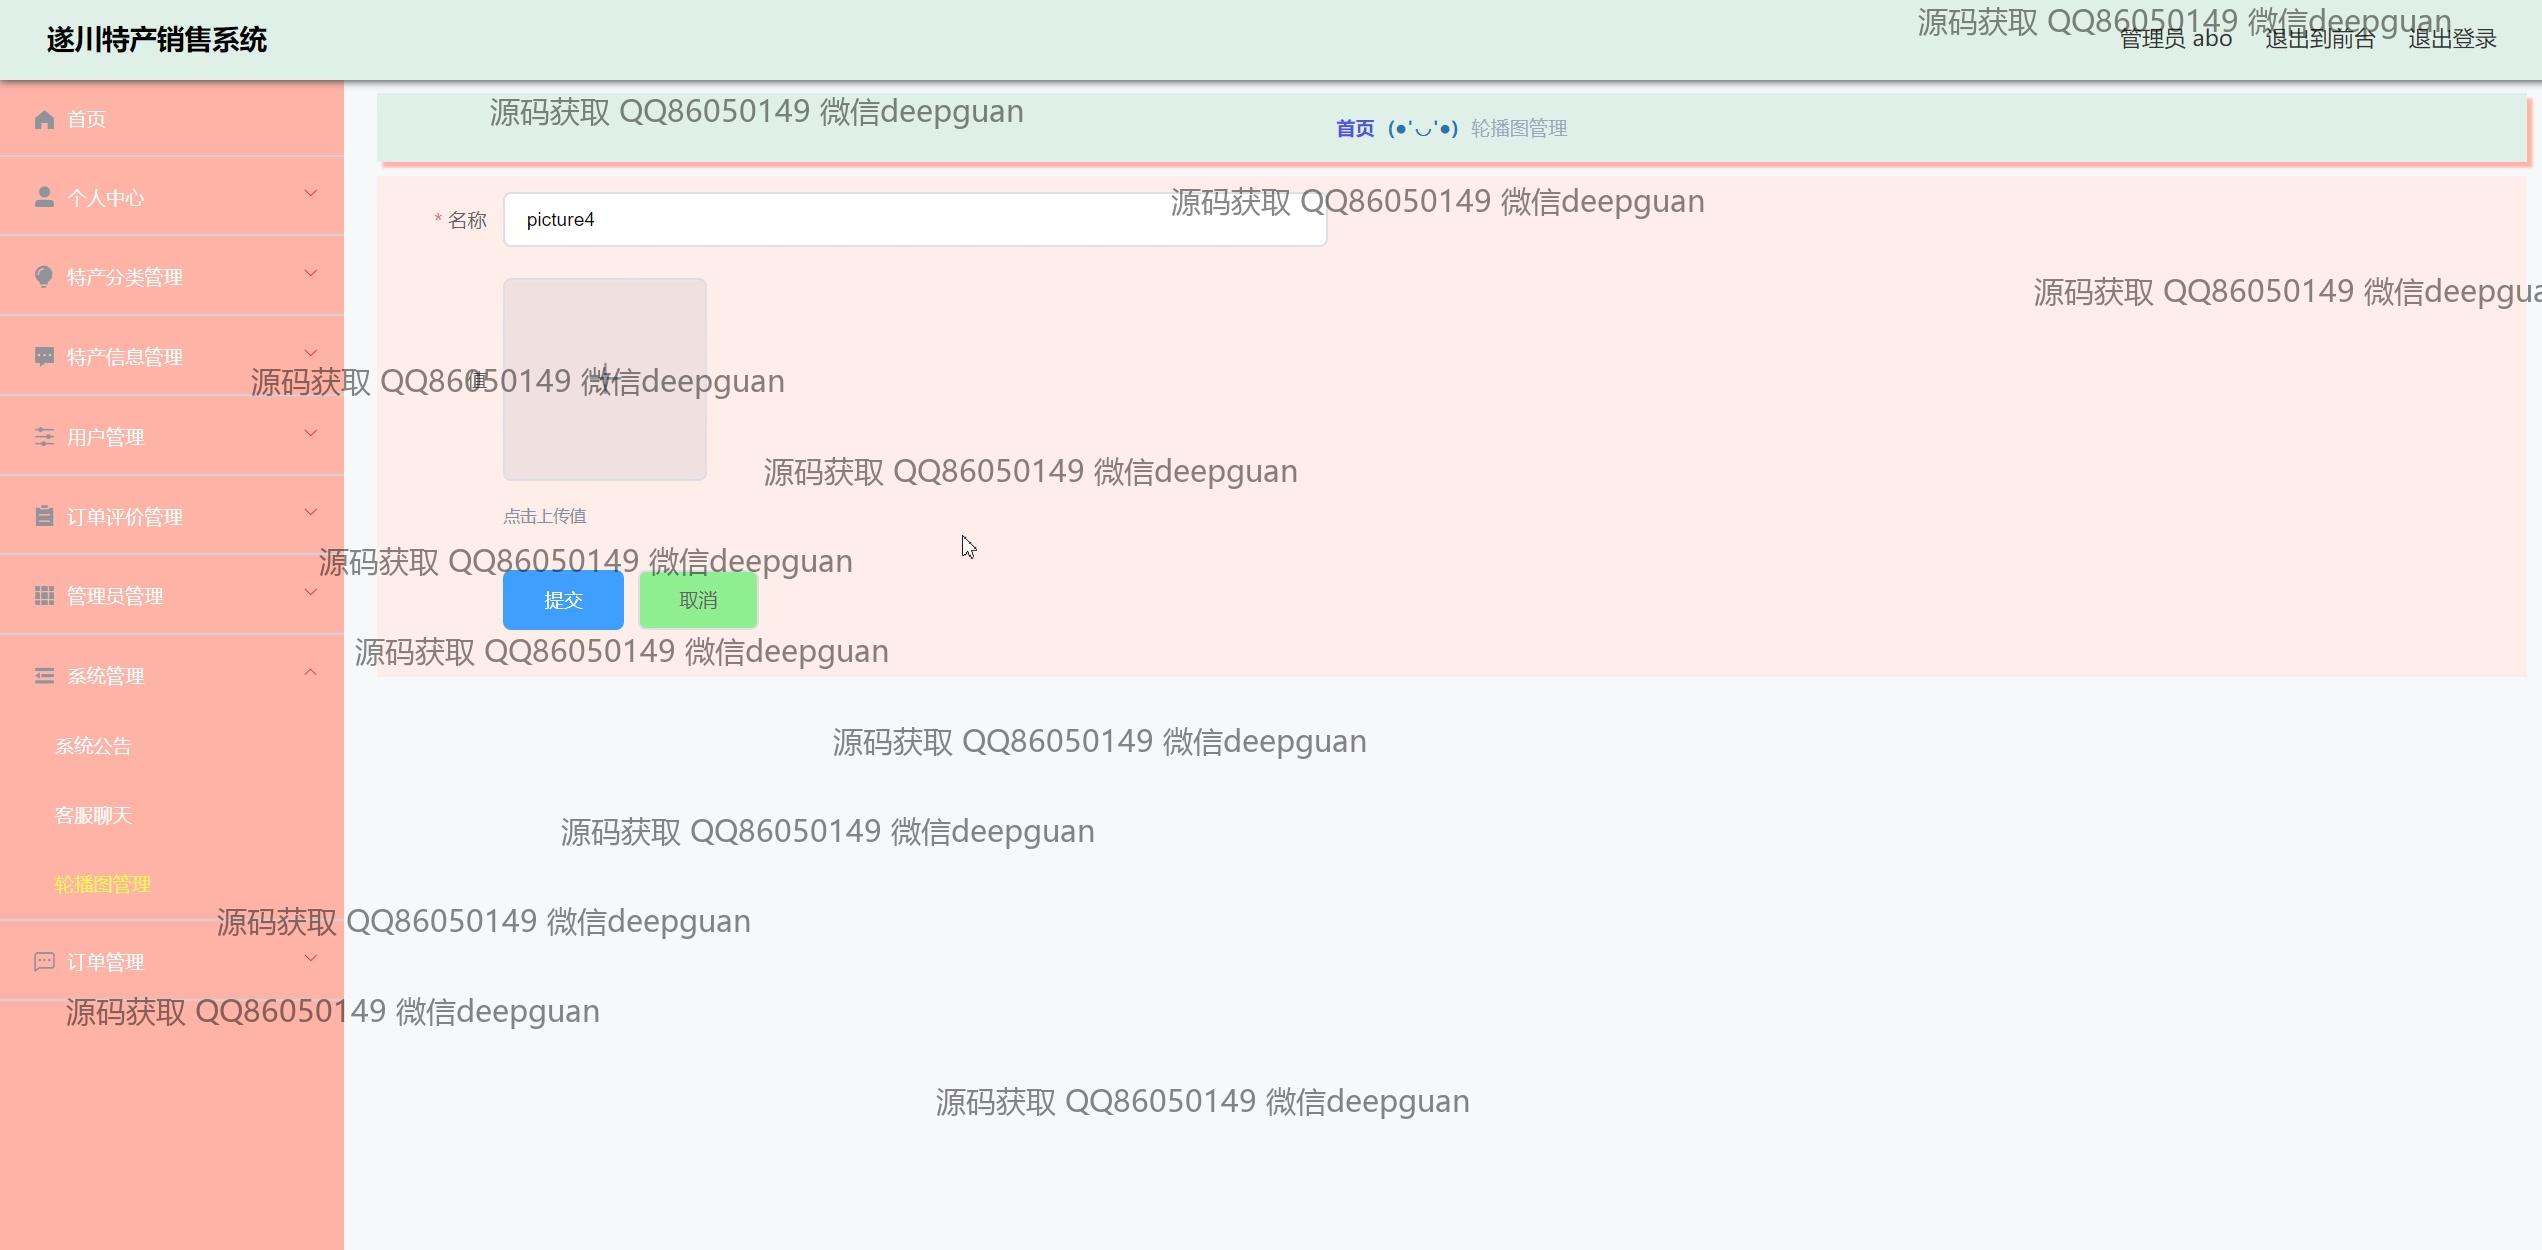 遂川特产销售系统
源码获取 QQ86050149 微信deepguan
管理员 abo 退出到前台 退出登录
首页
源码获取 QQ86050149 微信deepguan
首页 (●'◡'●) 轮播图管理
个人中心
源码获取 QQ86050149 微信deepguan
* 名称 picture4
特产分类管理
源码获取 QQ86050149 微信deepgua
特产信息管理
源码获取 QQ86050149 微信deepguan
值
用户管理
源码获取 QQ86050149 微信deepguan
订单评价管理
点击上传值
源码获取 QQ86050149 微信deepguan
管理员管理
提交 取消
源码获取 QQ86050149 微信deepguan
系统管理
系统公告
源码获取 QQ86050149 微信deepguan
客服聊天
源码获取 QQ86050149 微信deepguan
轮播图管理
源码获取 QQ86050149 微信deepguan
订单管理
源码获取 QQ86050149 微信deepguan
源码获取 QQ86050149 微信deepguan